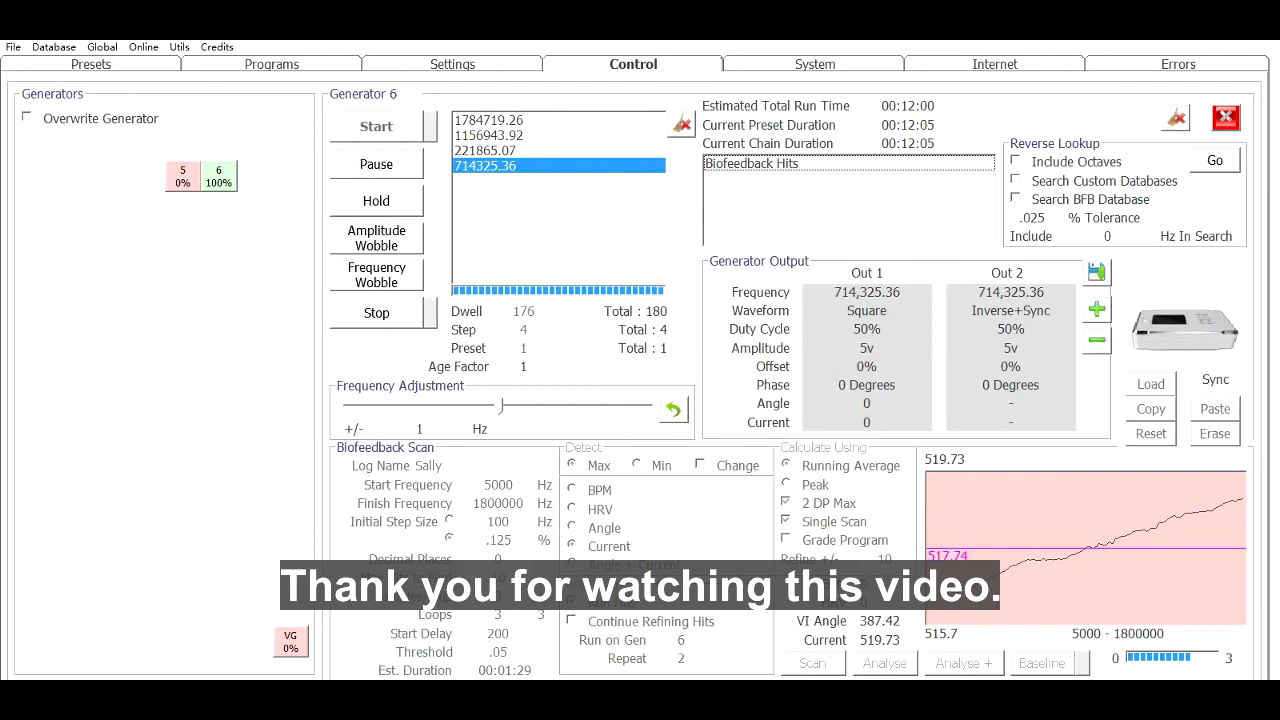 File Database Global Online Utils Credits
Presets Programs Settings Control System Internet Errors
Generators
Overwrite Generator
5
0%
6
100%
VG
0%
Generator 6
Start
Pause
Hold
Amplitude
Wobble
Frequency
Wobble
Stop
1784719.26
1156943.92
221865.07
714325.36
Dwell 176 Total : 180
Step 4 Total : 4
Preset 1 Total : 1
Age Factor 1
Frequency Adjustment
+/- 1 Hz
Estimated Total Run Time 00:12:00
Current Preset Duration 00:12:05
Current Chain Duration 00:12:05
Biofeedback Hits
Reverse Lookup
Include Octaves Go
Search Custom Databases
Search BFB Database
.025 % Tolerance
Include 0 Hz In Search
Generator Output
Out 1 Out 2
Frequency 714,325.36 714,325.36
Waveform Square Inverse+Sync
Duty Cycle 50% 50%
Amplitude 5v 5v
Offset 0% 0%
Phase 0 Degrees 0 Degrees
Angle 0 -
Current 0 -
Sync
Load
Copy Paste
Reset Erase
Biofeedback Scan
Log Name Sally
Start Frequency 5000 Hz
Finish Frequency 1800000 Hz
Initial Step Size 100 Hz
.125 %
Decimal Places 0
Loops 3 3
Start Delay 200
Threshold .05
Est. Duration 00:01:29
Detect
Max Min Change
BPM
HRV
Angle
Current
Angle + Current
Continue Refining Hits
Run on Gen 6
Repeat 2
Calculate Using
Running Average
Peak
2 DP Max
Single Scan
Grade Program
Refine +/- 10
VI Angle 387.42
Current 519.73
519.73
517.74
515.7 5000 - 1800000
0 3
Scan Analyse Analyse + Baseline
Thank you for watching this video.